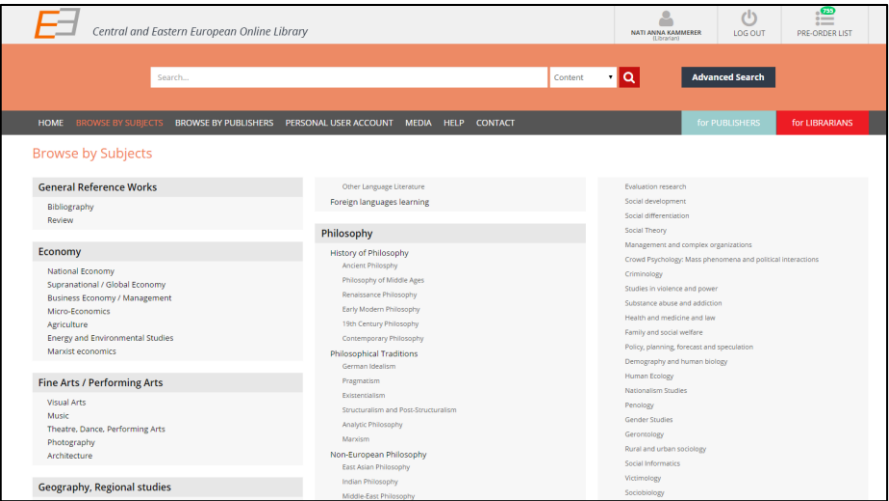 Central and Eastern European Online Library
NATI ANNA KAMMERER
(Librarian)
LOG OUT
798
PRE-ORDER LIST
Search...
Content
Advanced Search
HOME BROWSE BY SUBJECTS BROWSE BY PUBLISHERS PERSONAL USER ACCOUNT MEDIA HELP CONTACT for PUBLISHERS for LIBRARIANS
Browse by Subjects
General Reference Works
Bibliography
Review
Economy
National Economy
Supranational / Global Economy
Business Economy / Management
Micro-Economics
Agriculture
Energy and Environmental Studies
Marxist economics
Fine Arts / Performing Arts
Visual Arts
Music
Theatre, Dance, Performing Arts
Photography
Architecture
Geography, Regional studies
Other Language Literature
Foreign languages learning
Philosophy
History of Philosophy
Ancient Philosphy
Philosophy of Middle Ages
Renaissance Philosophy
Early Modern Philosophy
19th Century Philosophy
Contemporary Philosophy
Philosophical Traditions
German Idealism
Pragmatism
Existentialism
Structuralism and Post-Structuralism
Analytic Philosophy
Marxism
Non-European Philosophy
East Asian Philosophy
Indian Philosophy
Middle-East Philosophy
Evaluation research
Social development
Social differentiation
Social Theory
Management and complex organizations
Crowd Psychology: Mass phenomena and political interactions
Criminology
Studies in violence and power
Substance abuse and addiction
Health and medicine and law
Family and social welfare
Policy, planning, forecast and speculation
Demography and human biology
Human Ecology
Nationalism Studies
Penology
Gender Studies
Gerontology
Rural and urban sociology
Social Informatics
Victimology
Sociobiology